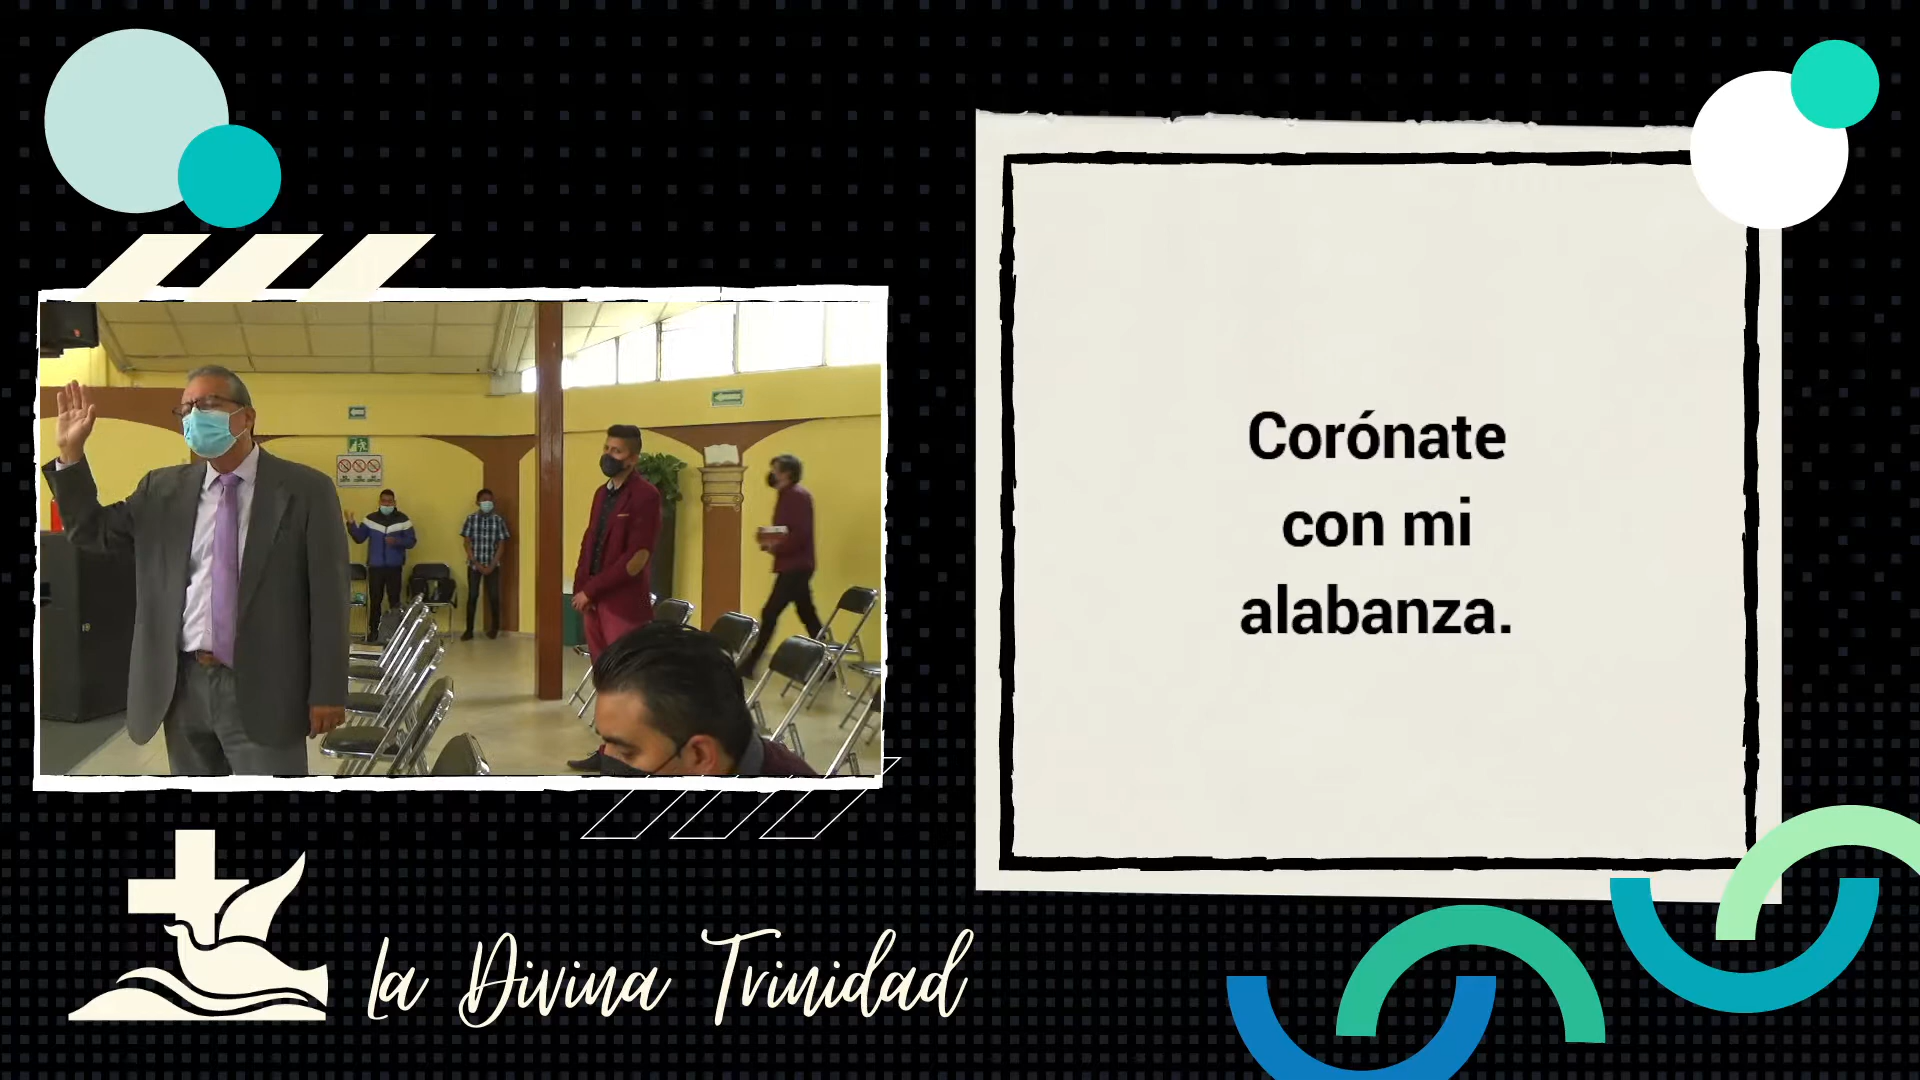 Corónate
con mi
alabanza.
La Divina Trinidad